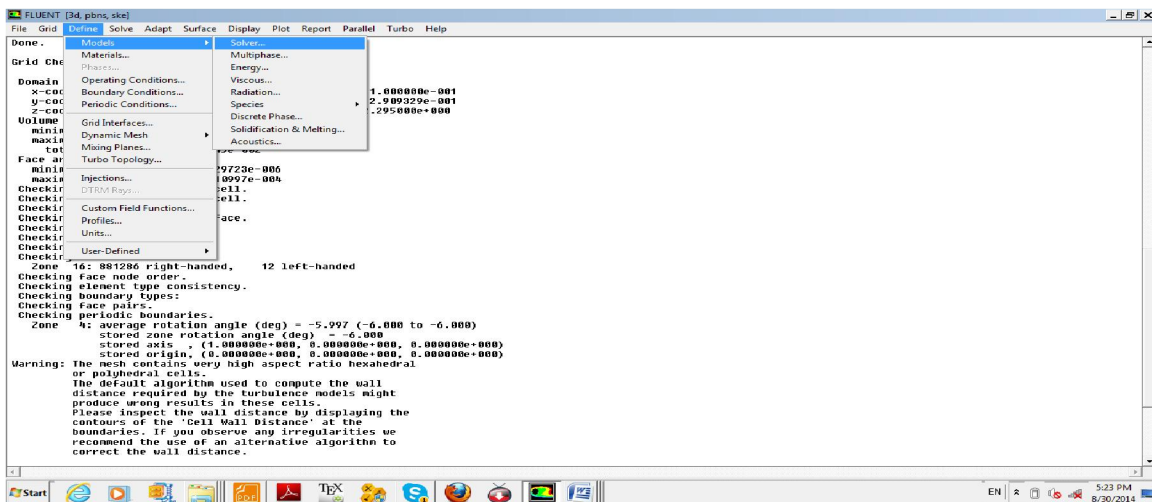 FLUENT [3d, pbns, ske]
File Grid Define Solve Adapt Surface Display Plot Report Parallel Turbo Help
Done.
Models
Materials...
Phases...
Operating Conditions...
Boundary Conditions...
Periodic Conditions...
Grid Interfaces...
Dynamic Mesh
Mixing Planes...
Turbo Topology...
Injections...
DTRM Rays...
Custom Field Functions...
Profiles...
Units...
User-Defined
Solver...
Multiphase...
Energy...
Viscous...
Radiation...
Species
Discrete Phase...
Solidification & Melting...
Acoustics...
Grid Che
Domain
x-coo 1.000000e-001
y-coo 2.909329e-001
z-coo .295000e+000
Volume
minim
maxim
tot
Face ar
minim 29723e-006
maxim 0997e-004
Checkin cell.
Checkin cell.
Checkin
Checkin face.
Checkin
Checkin
Checkin
Checkin
Zone 16: 881286 right-handed, 12 left-handed
Checking face node order.
Checking element type consistency.
Checking boundary types:
Checking face pairs.
Checking periodic boundaries.
Zone 4: average rotation angle (deg) = -5.997 (-6.000 to -6.000)
stored zone rotation angle (deg) = -6.000
stored axis , (1.000000e+000, 0.000000e+000, 0.000000e+000)
stored origin, (0.000000e+000, 0.000000e+000, 0.000000e+000)
Warning: The mesh contains very high aspect ratio hexahedral
or polyhedral cells.
The default algorithm used to compute the wall
distance required by the turbulence models might
produce wrong results in these cells.
Please inspect the wall distance by displaying the
contours of the 'Cell Wall Distance' at the
boundaries. If you observe any irregularities we
recommend the use of an alternative algorithm to
correct the wall distance.
Start
PDF
TEX
EN
5:23 PM
8/30/2014